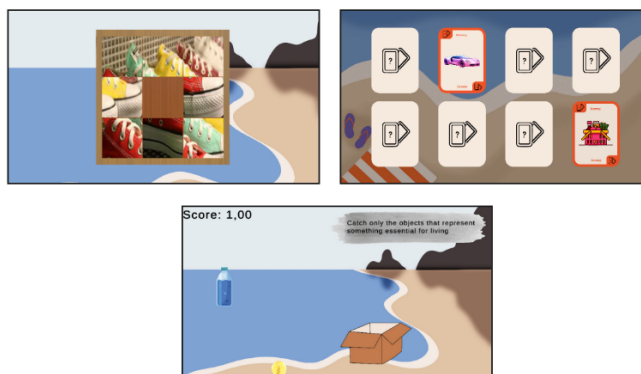 ?
?
?
?
?
?
Score: 1,00
Catch only the objects that represent
something essential for living